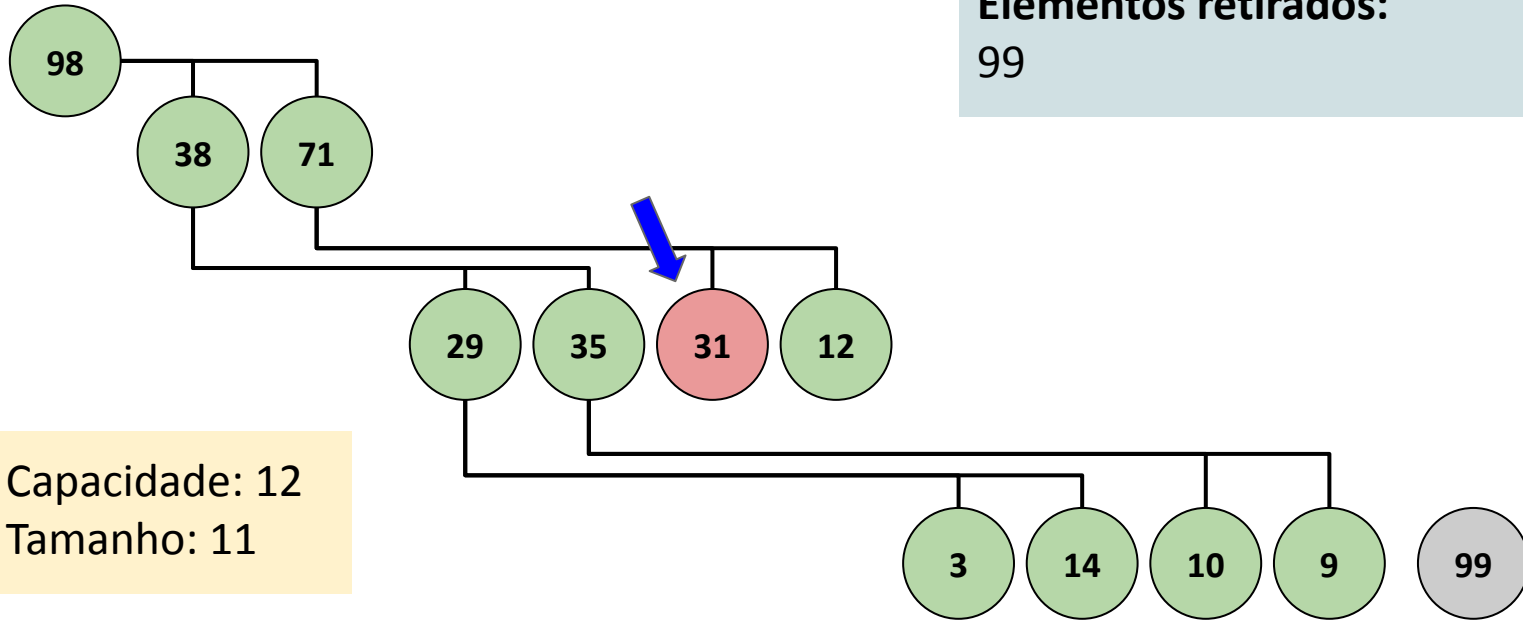 Elementos retirados:
99
98
38 71
29 35 31 12
Capacidade: 12
Tamanho: 11
3 14 10 9 99